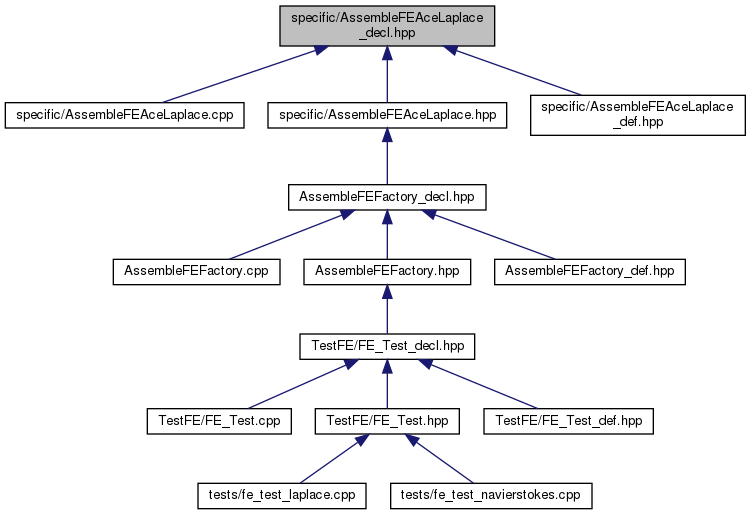 specific/AssembleFEAceLaplace
_decl.hpp
specific/AssembleFEAceLaplace.cpp
specific/AssembleFEAceLaplace.hpp
specific/AssembleFEAceLaplace
_def.hpp
AssembleFEFactory_decl.hpp
AssembleFEFactory.cpp
AssembleFEFactory.hpp
AssembleFEFactory_def.hpp
TestFE/FE_Test_decl.hpp
TestFE/FE_Test.cpp
TestFE/FE_Test.hpp
TestFE/FE_Test_def.hpp
tests/fe_test_laplace.cpp
tests/fe_test_navierstokes.cpp